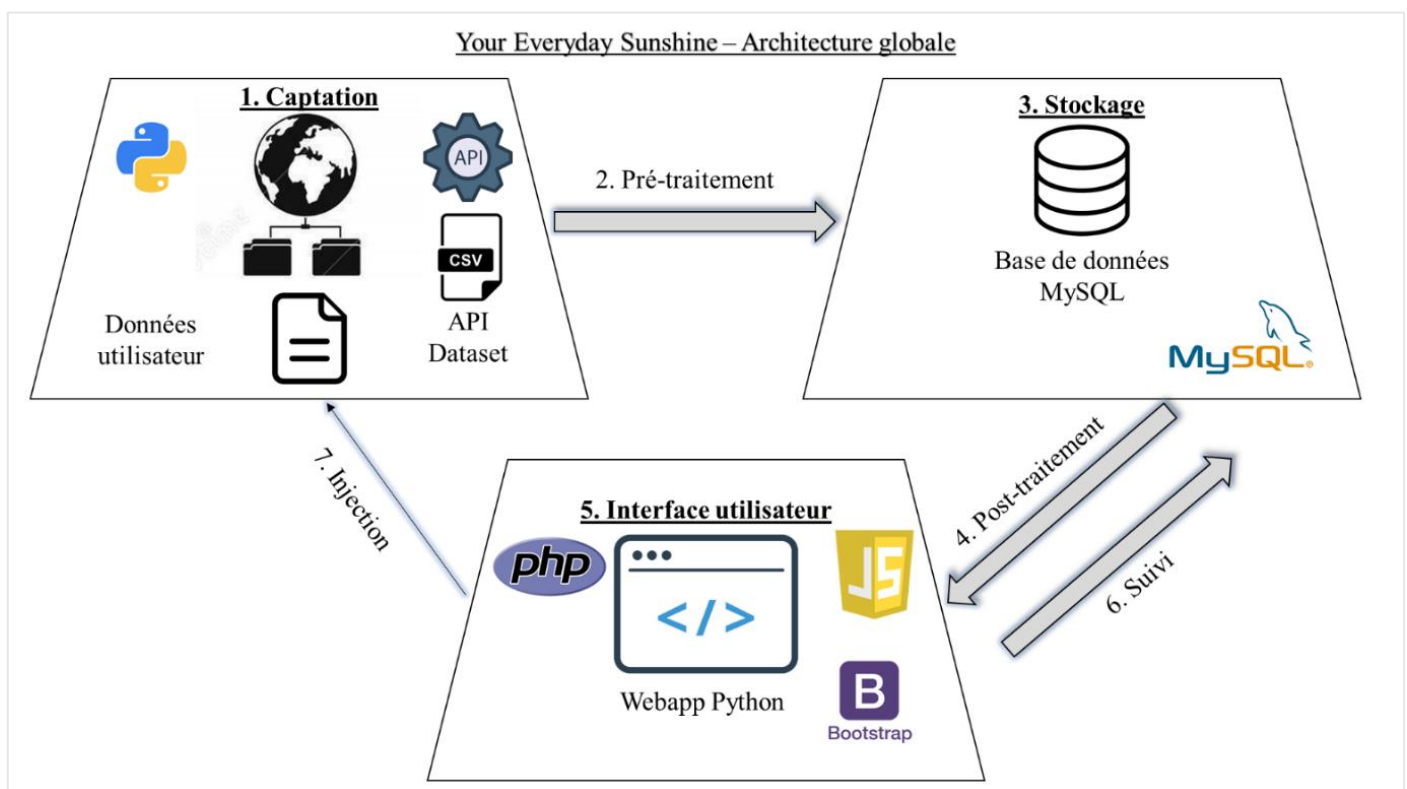 Your Everyday Sunshine – Architecture globale
1. Captation
API
CSV
Données
utilisateur
API
Dataset
2. Pré-traitement
3. Stockage
Base de données
MySQL
MySQL®
4. Post-traitement
6. Suivi
7. Injection
5. Interface utilisateur
php
</>
JS
Webapp Python
B
Bootstrap